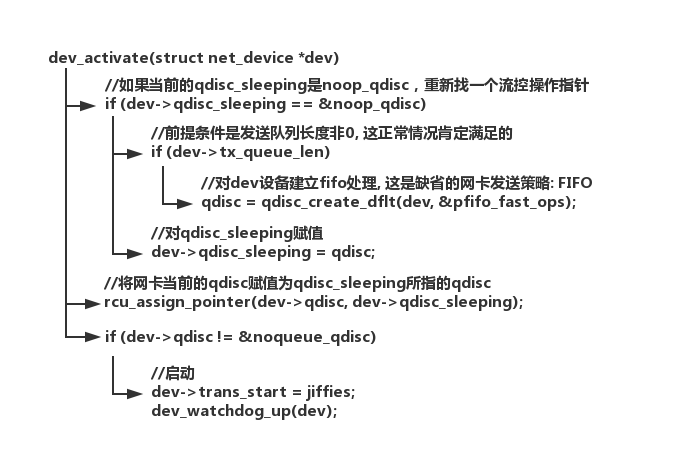 dev_activate(struct net_device *dev)
//如果当前的qdisc_sleeping是noop_qdisc，重新找一个流控操作指针
if (dev->qdisc_sleeping == &noop_qdisc)
//前提条件是发送队列长度非0, 这正常情况肯定满足的
if (dev->tx_queue_len)
//对dev设备建立fifo处理, 这是缺省的网卡发送策略: FIFO
qdisc = qdisc_create_dflt(dev, &pfifo_fast_ops);
//对qdisc_sleeping赋值
dev->qdisc_sleeping = qdisc;
//将网卡当前的qdisc赋值为qdisc_sleeping所指的qdisc
rcu_assign_pointer(dev->qdisc, dev->qdisc_sleeping);
if (dev->qdisc != &noqueue_qdisc)
//启动
dev->trans_start = jiffies;
dev_watchdog_up(dev);